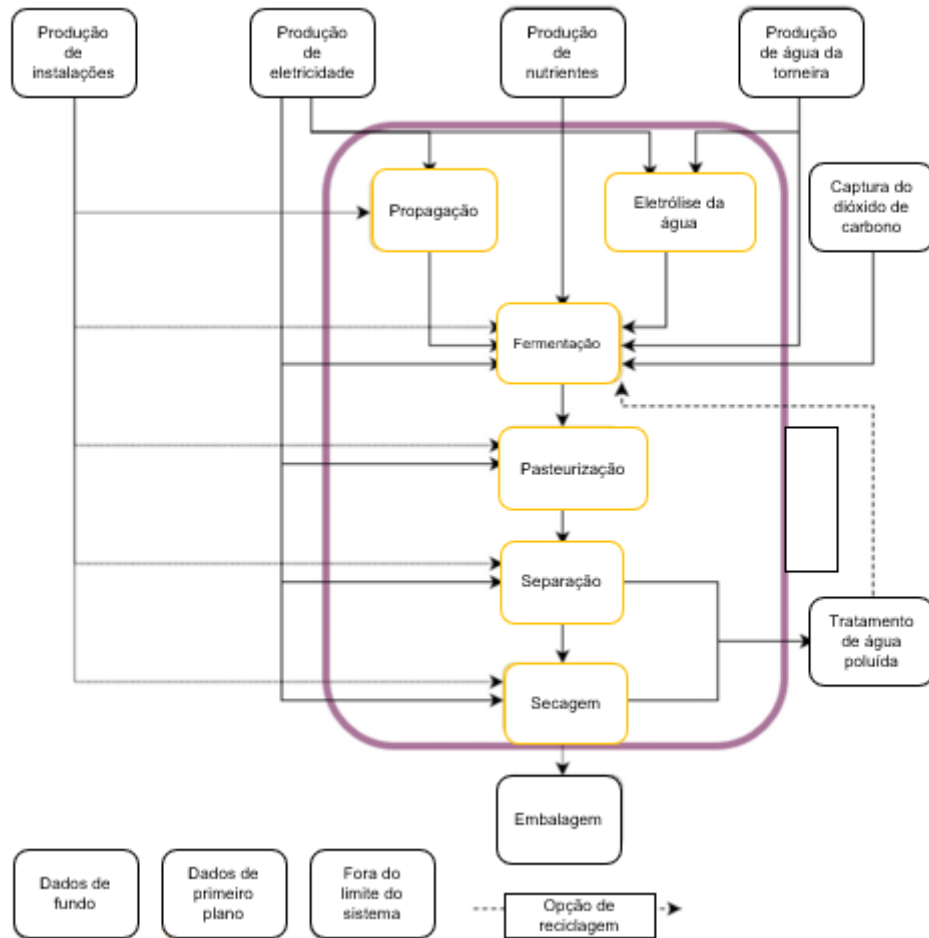 Produção
de
instalações
Produção
de
eletricidade
Produção
de
nutrientes
Produção
de água da
torneira
Propagação
Eletrólise da
água
Captura do
dióxido de
carbono
Fermentação
Pasteurização
Separação
Tratamento
de água
poluída
Secagem
Embalagem
Dados de
fundo
Dados de
primeiro
plano
Fora do
limite do
sistema
Opção de
reciclagem